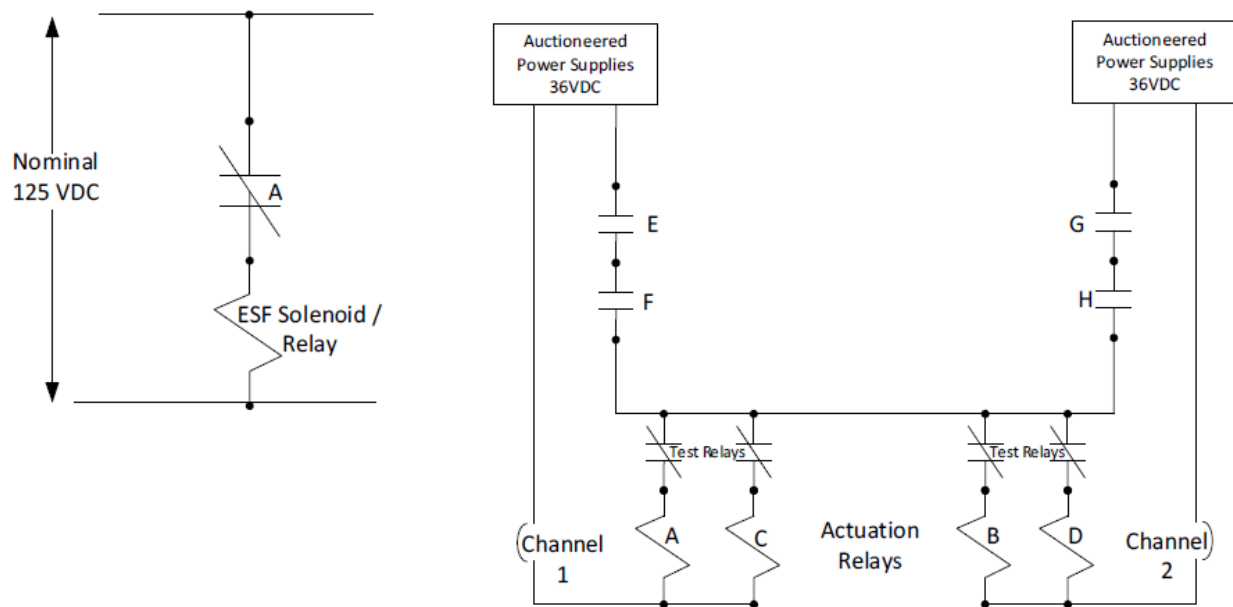 Nominal
125 VDC
A
ESF Solenoid /
Relay
Auctioneered
Power Supplies
36VDC
Auctioneered
Power Supplies
36VDC
E
F
G
H
Test Relays
Test Relays
A
C
B
D
Actuation
Relays
(Channel
1
Channel)
2